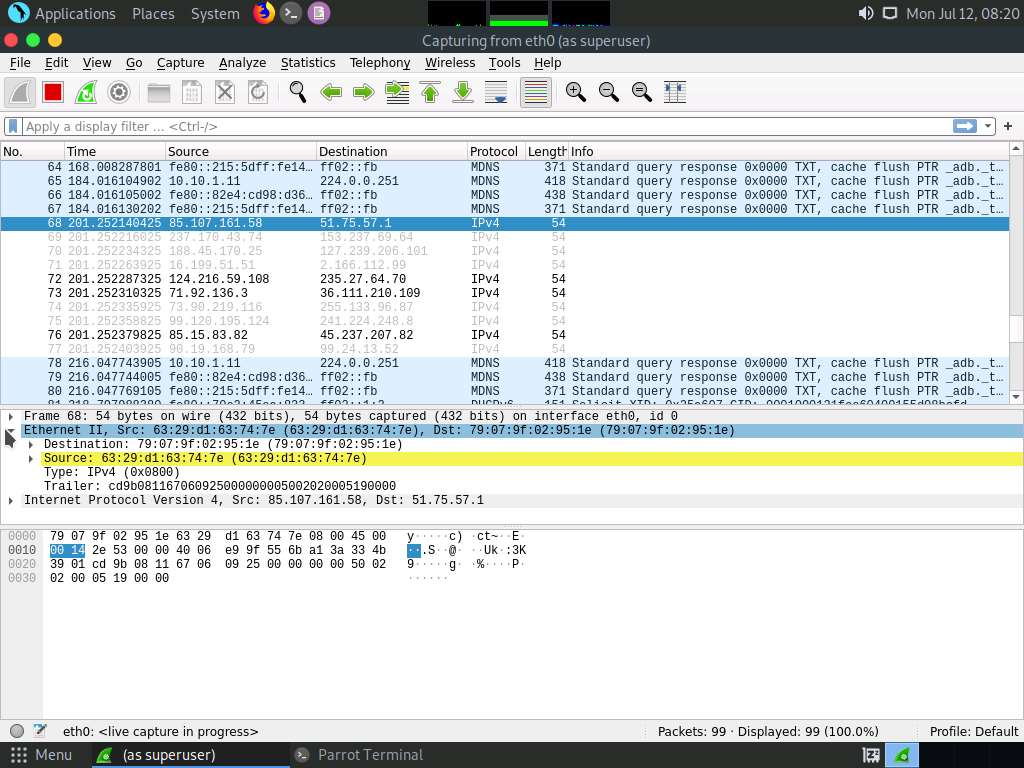 Applications Places System Mon Jul 12, 08:20
Capturing from eth0 (as superuser)
File Edit View Go Capture Analyze Statistics Telephony Wireless Tools Help
Apply a display filter … <Ctrl-/>
No. Time Source Destination Protocol Length Info
64 168.008287801 fe80::215:5dff:fe14… ff02::fb MDNS 371 Standard query response 0x0000 TXT, cache flush PTR _adb._t…
65 184.016104902 10.10.1.11 224.0.0.251 MDNS 418 Standard query response 0x0000 TXT, cache flush PTR _adb._t…
66 184.016105002 fe80::82e4:cd98:d36… ff02::fb MDNS 438 Standard query response 0x0000 TXT, cache flush PTR _adb._t…
67 184.016130202 fe80::215:5dff:fe14… ff02::fb MDNS 371 Standard query response 0x0000 TXT, cache flush PTR _adb._t…
68 201.252140425 85.107.161.58 51.75.57.1 IPv4 54
69 201.252216025 237.170.43.74 153.237.69.64 IPv4 54
70 201.252234325 188.45.170.25 127.239.206.101 IPv4 54
71 201.252263925 16.199.51.51 2.166.112.99 IPv4 54
72 201.252287325 124.216.59.108 235.27.64.70 IPv4 54
73 201.252310325 71.92.136.3 36.111.210.109 IPv4 54
74 201.252335925 73.90.219.116 255.133.96.87 IPv4 54
75 201.252358825 99.120.195.124 241.224.248.8 IPv4 54
76 201.252379825 85.15.83.82 45.237.207.82 IPv4 54
77 201.252403925 90.19.168.79 99.24.13.52 IPv4 54
78 216.047743905 10.10.1.11 224.0.0.251 MDNS 418 Standard query response 0x0000 TXT, cache flush PTR _adb._t…
79 216.047744005 fe80::82e4:cd98:d36… ff02::fb MDNS 438 Standard query response 0x0000 TXT, cache flush PTR _adb._t…
80 216.047769105 fe80::215:5dff:fe14… ff02::fb MDNS 371 Standard query response 0x0000 TXT, cache flush PTR _adb._t…
Frame 68: 54 bytes on wire (432 bits), 54 bytes captured (432 bits) on interface eth0, id 0
Ethernet II, Src: 63:29:d1:63:74:7e (63:29:d1:63:74:7e), Dst: 79:07:9f:02:95:1e (79:07:9f:02:95:1e)
Destination: 79:07:9f:02:95:1e (79:07:9f:02:95:1e)
Source: 63:29:d1:63:74:7e (63:29:d1:63:74:7e)
Type: IPv4 (0x0800)
Trailer: cd9b081167060925000000005002020005190000
Internet Protocol Version 4, Src: 85.107.161.58, Dst: 51.75.57.1
0000 79 07 9f 02 95 1e 63 29 d1 63 74 7e 08 00 45 00 y·····c) ·ct~··E·
0010 00 14 2e 53 00 00 40 06 e9 9f 55 6b a1 3a 33 4b ··.S··@· ··Uk·:3K
0020 39 01 cd 9b 08 11 67 06 09 25 00 00 00 00 50 02 9·····g· ·%····P·
0030 02 00 05 19 00 00 ······
eth0: <live capture in progress> Packets: 99 · Displayed: 99 (100.0%) Profile: Default
Menu (as superuser) Parrot Terminal